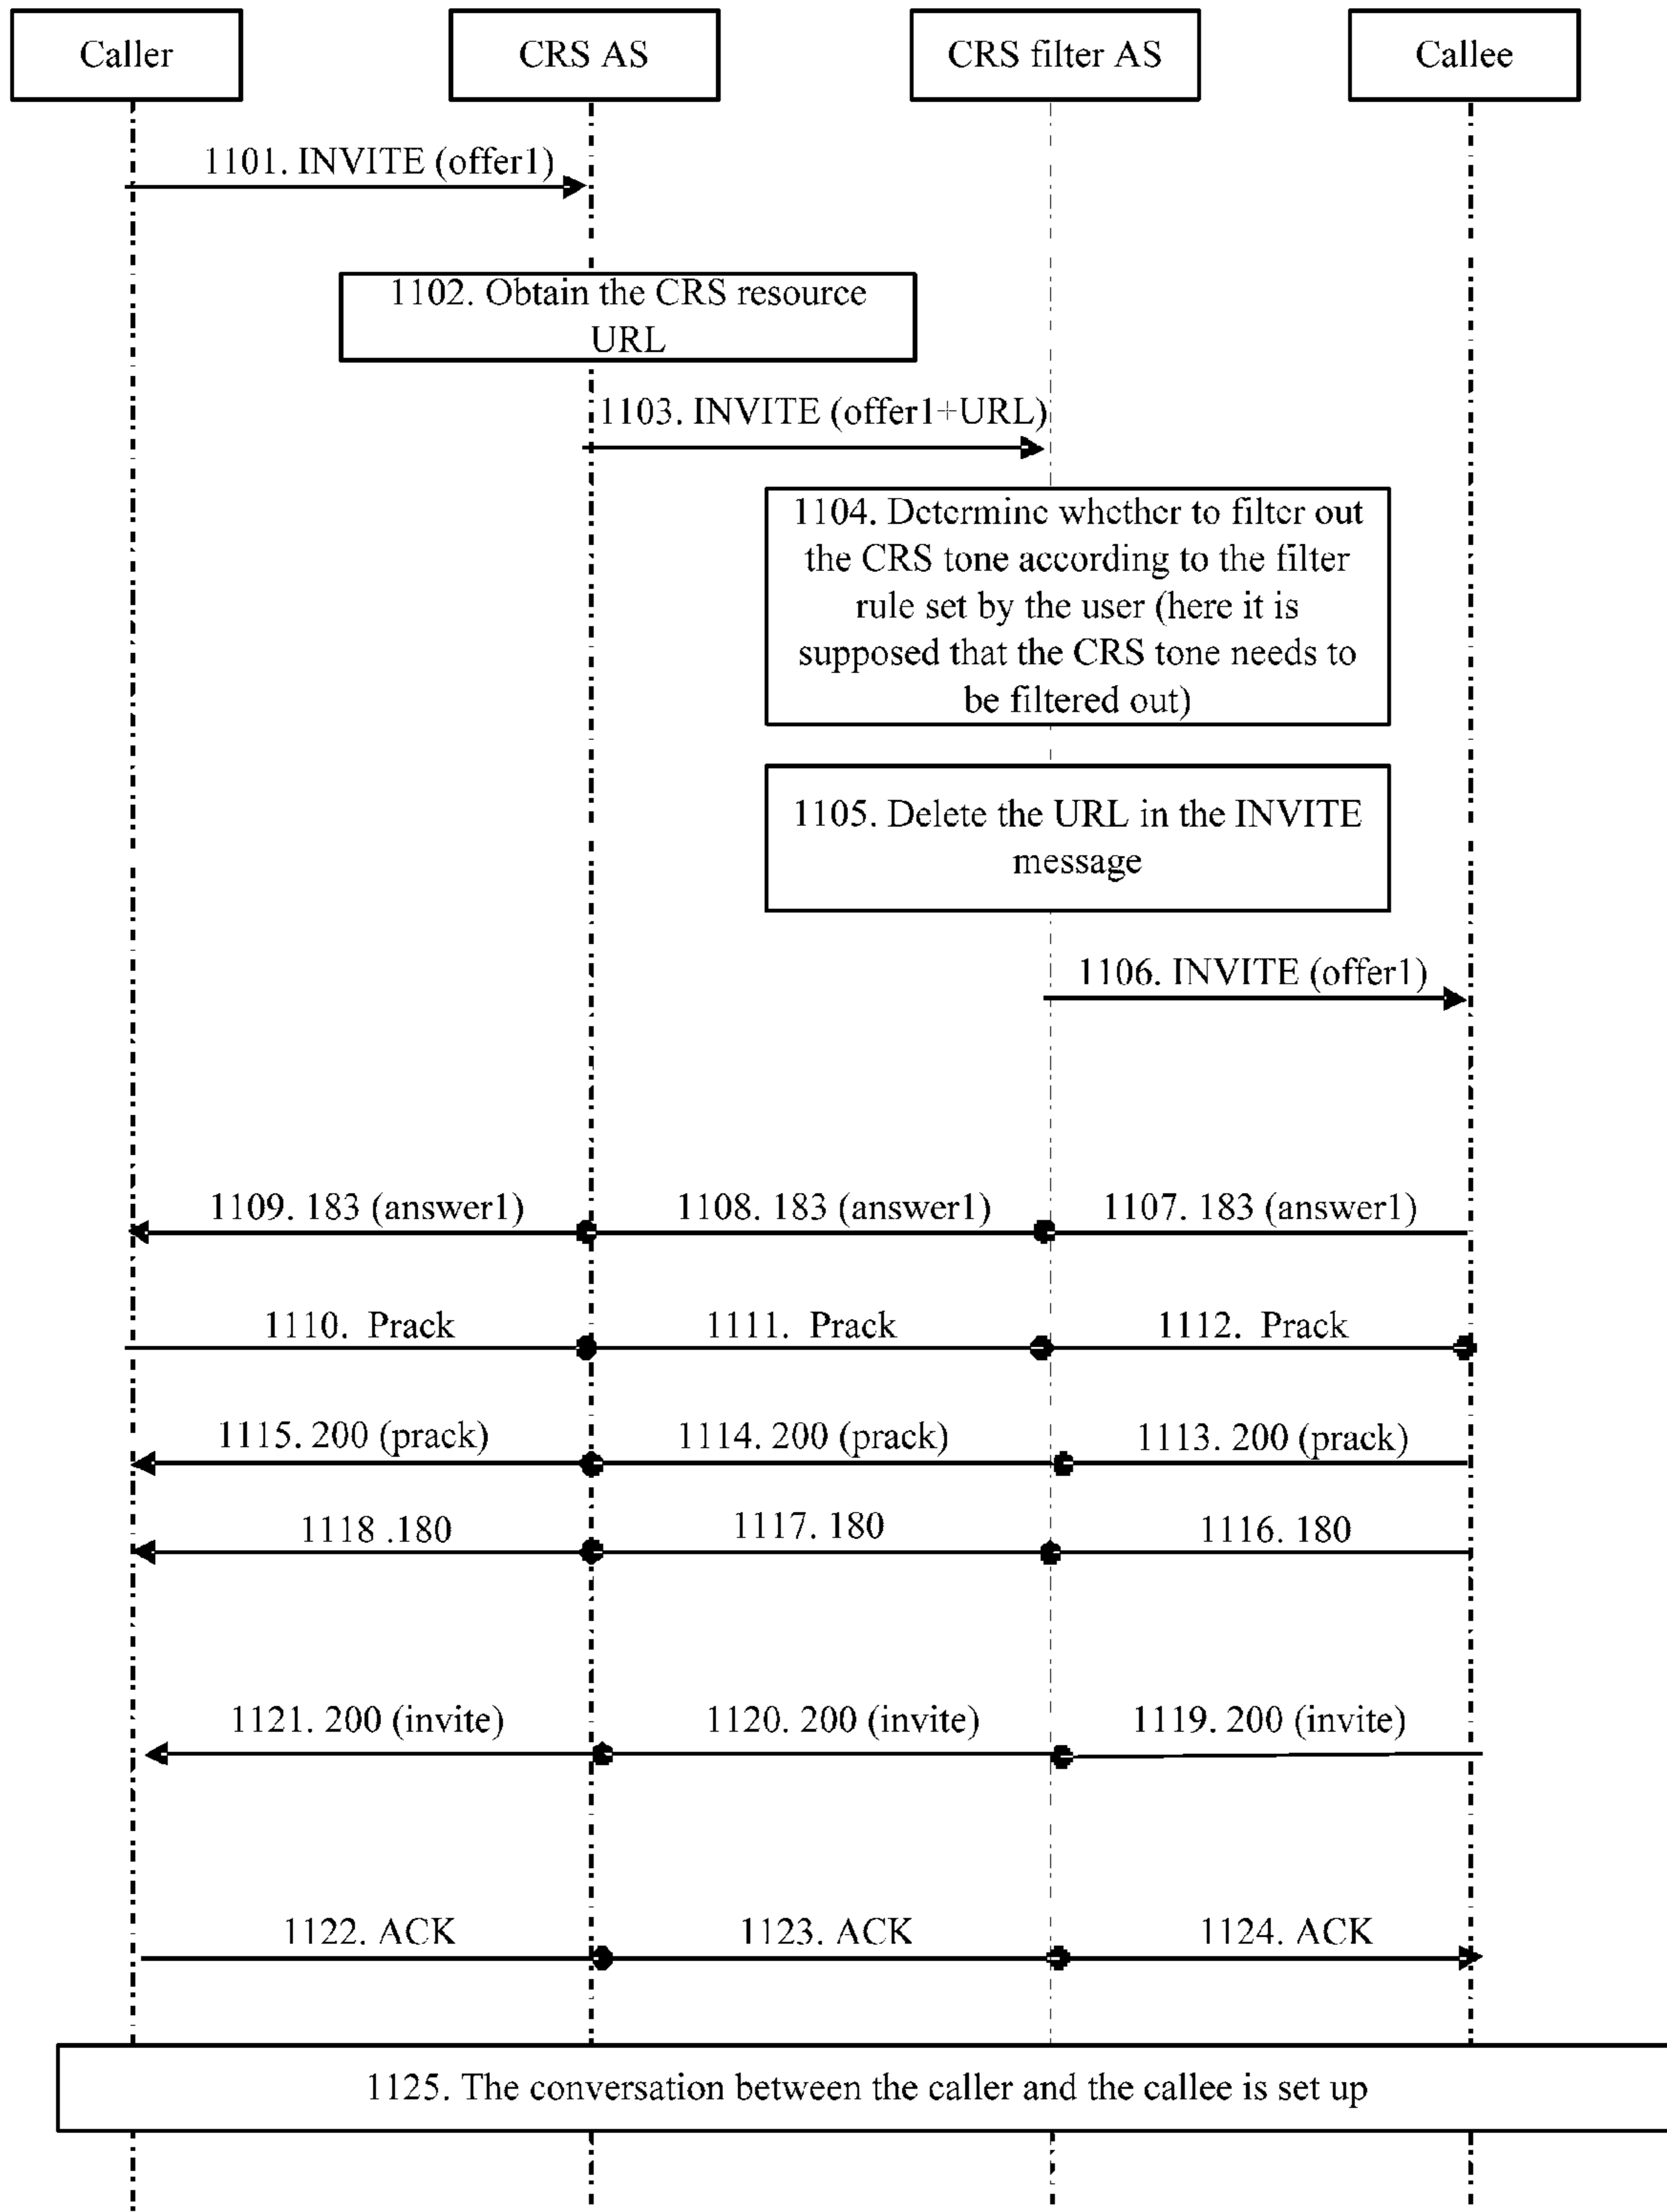 Caller
CRS AS
CRS filter AS
Callee
1101. INVITE (offer1)
1102. Obtain the CRS resource
URL
1103. INVITE (offer1+URL)
1104. Determine whether to filter out
the CRS tone according to the filter
rule set by the user (here it is
supposed that the CRS tone needs to
be filtered out)
1105. Delete the URL in the INVITE
message
1106. INVITE (offer1)
1109. 183 (answer1)
1108. 183 (answer1)
1107. 183 (answer1)
1110. Prack
1111. Prack
1112. Prack
1115. 200 (prack)
1114. 200 (prack)
1113. 200 (prack)
1118 .180
1117. 180
1116. 180
1121. 200 (invite)
1120. 200 (invite)
1119. 200 (invite)
1122. ACK
1123. ACK
1124. ACK
1125. The conversation between the caller and the callee is set up